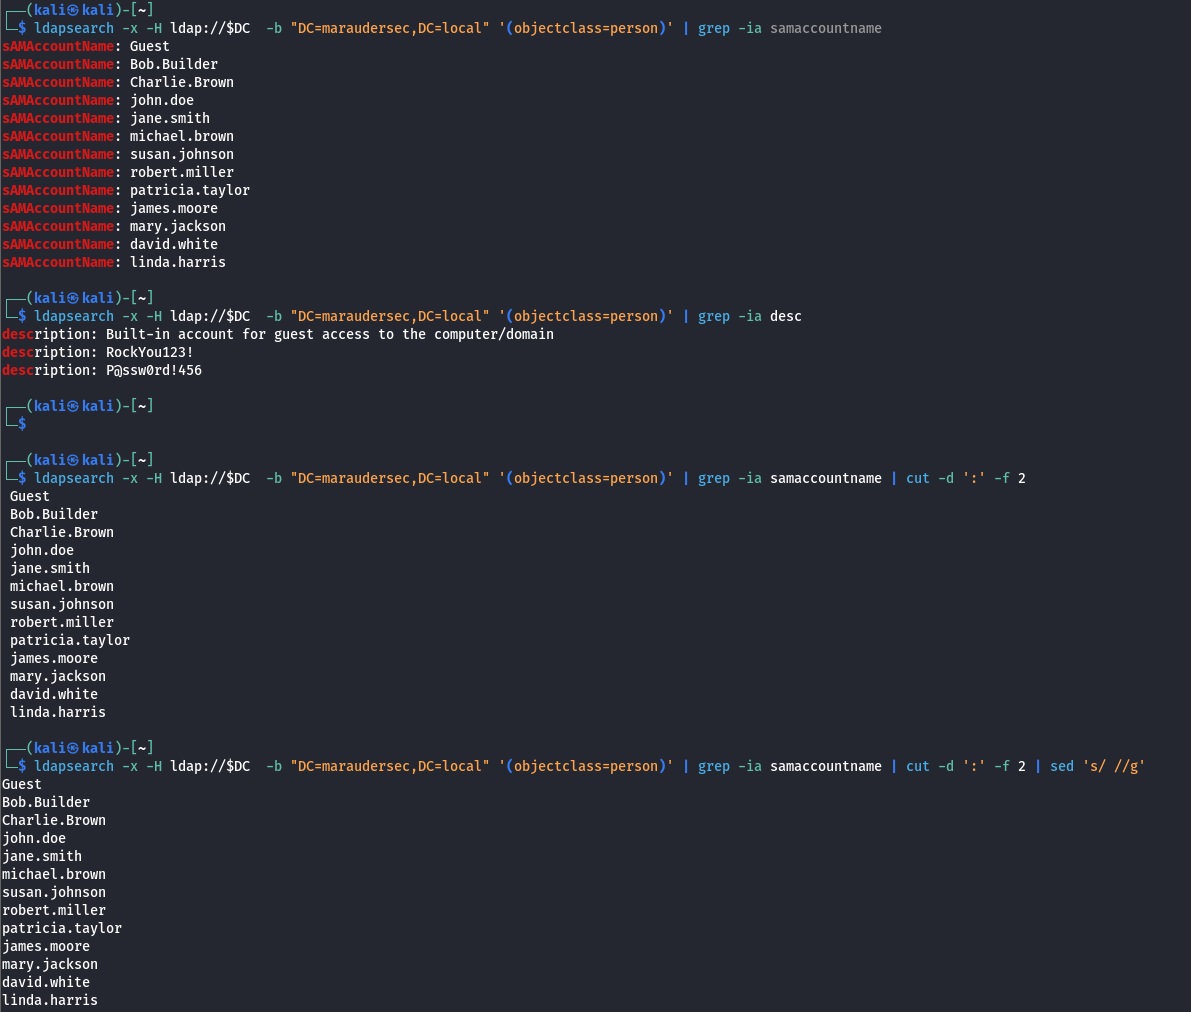 ┌──(kali㉿kali)-[~]
└─$ ldapsearch -x -H ldap://$DC  -b "DC=maraudersec,DC=local" '(objectclass=person)' | grep -ia samaccountname
sAMAccountName: Guest
sAMAccountName: Bob.Builder
sAMAccountName: Charlie.Brown
sAMAccountName: john.doe
sAMAccountName: jane.smith
sAMAccountName: michael.brown
sAMAccountName: susan.johnson
sAMAccountName: robert.miller
sAMAccountName: patricia.taylor
sAMAccountName: james.moore
sAMAccountName: mary.jackson
sAMAccountName: david.white
sAMAccountName: linda.harris
┌──(kali㉿kali)-[~]
└─$ ldapsearch -x -H ldap://$DC  -b "DC=maraudersec,DC=local" '(objectclass=person)' | grep -ia desc
description: Built-in account for guest access to the computer/domain
description: RockYou123!
description: P@ssw0rd!456
┌──(kali㉿kali)-[~]
└─$
┌──(kali㉿kali)-[~]
└─$ ldapsearch -x -H ldap://$DC  -b "DC=maraudersec,DC=local" '(objectclass=person)' | grep -ia samaccountname | cut -d ':' -f 2
 Guest
 Bob.Builder
 Charlie.Brown
 john.doe
 jane.smith
 michael.brown
 susan.johnson
 robert.miller
 patricia.taylor
 james.moore
 mary.jackson
 david.white
 linda.harris
┌──(kali㉿kali)-[~]
└─$ ldapsearch -x -H ldap://$DC  -b "DC=maraudersec,DC=local" '(objectclass=person)' | grep -ia samaccountname | cut -d ':' -f 2 | sed 's/ //g'
Guest
Bob.Builder
Charlie.Brown
john.doe
jane.smith
michael.brown
susan.johnson
robert.miller
patricia.taylor
james.moore
mary.jackson
david.white
linda.harris